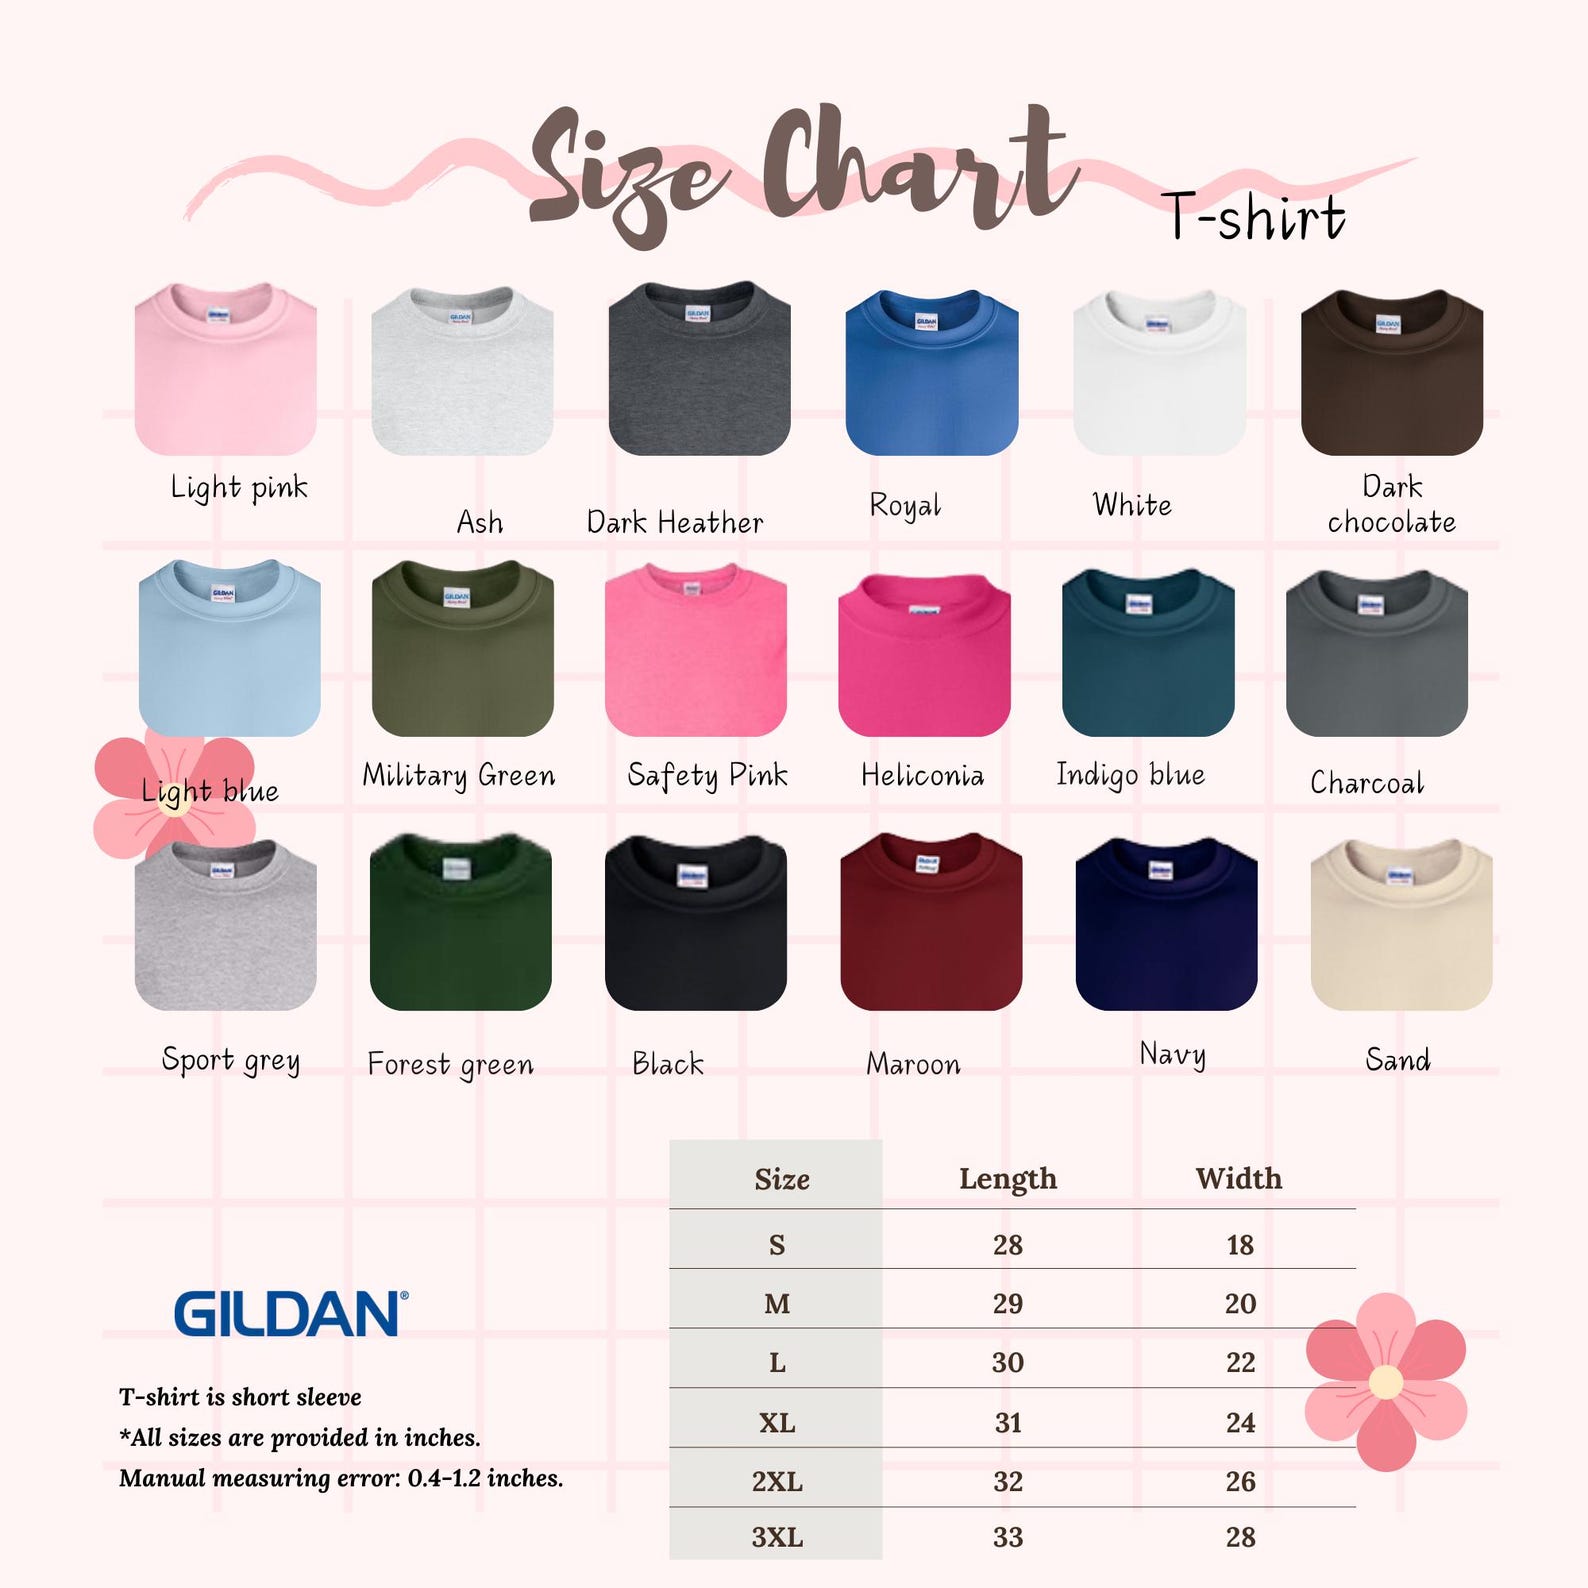 Size Chart
T-shirt
Light pink
Ash
Dark Heather
Royal
White
Dark
chocolate
Light blue
Military Green
Safety Pink
Heliconia
Indigo blue
Charcoal
Sport grey
Forest green
Black
Maroon
Navy
Sand
Size Length Width
S 28 18
M 29 20
L 30 22
XL 31 24
2XL 32 26
3XL 33 28
GILDAN®
T-shirt is short sleeve
*All sizes are provided in inches.
Manual measuring error: 0.4-1.2 inches.